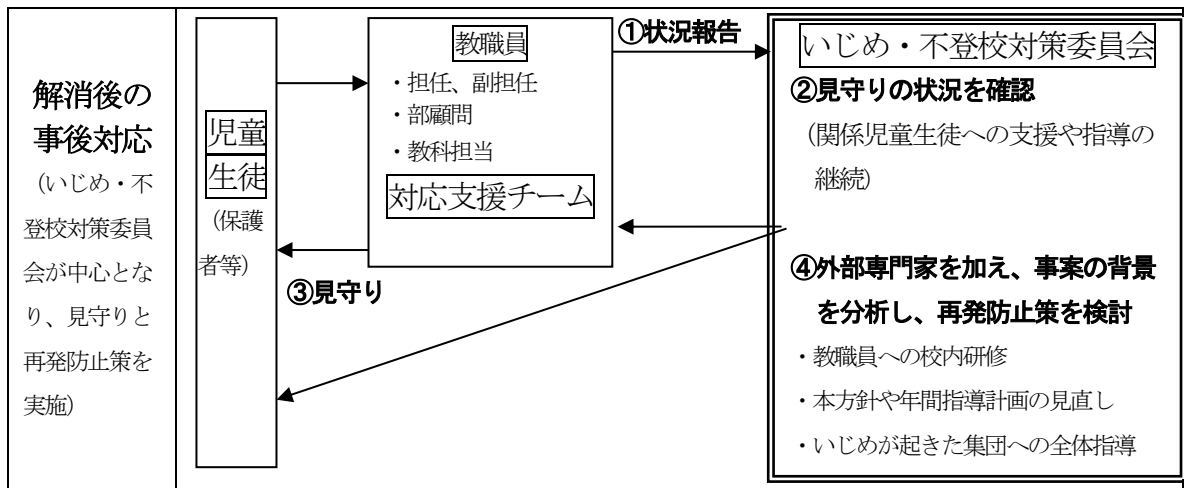 解消後の
事後対応
（いじめ・不
登校対策委員
会が中心とな
り、見守りと
再発防止策を
実施）
児童
生徒
（保護
者等）
教職員
・担任、副担任
・部顧問
・教科担当
対応支援チーム
③見守り
①状況報告
いじめ・不登校対策委員会
②見守りの状況を確認
（関係児童生徒への支援や指導の
継続）
④外部専門家を加え、事案の背景
を分析し、再発防止策を検討
・教職員への校内研修
・本方針や年間指導計画の見直し
・いじめが起きた集団への全体指導